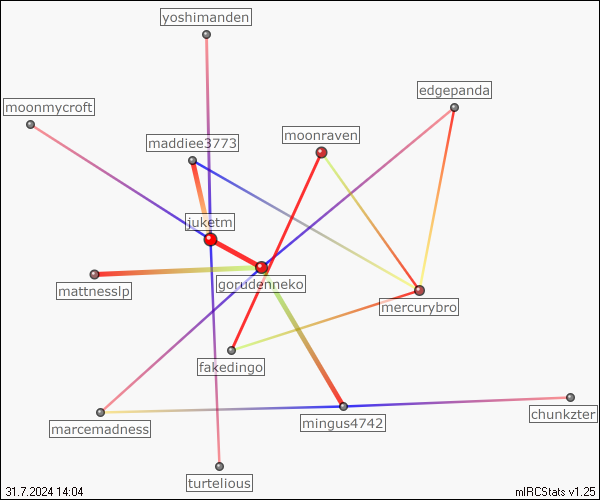 yoshimanden
edgepanda
moonmycroft
moonraven
maddiee3773
juketm
gorudenneko
mattnesslp
mercurybro
fakedingo
chunkzter
mingus4742
marcemadness
turtelious
31.7.2024 14:04
mIRCStats v1.25